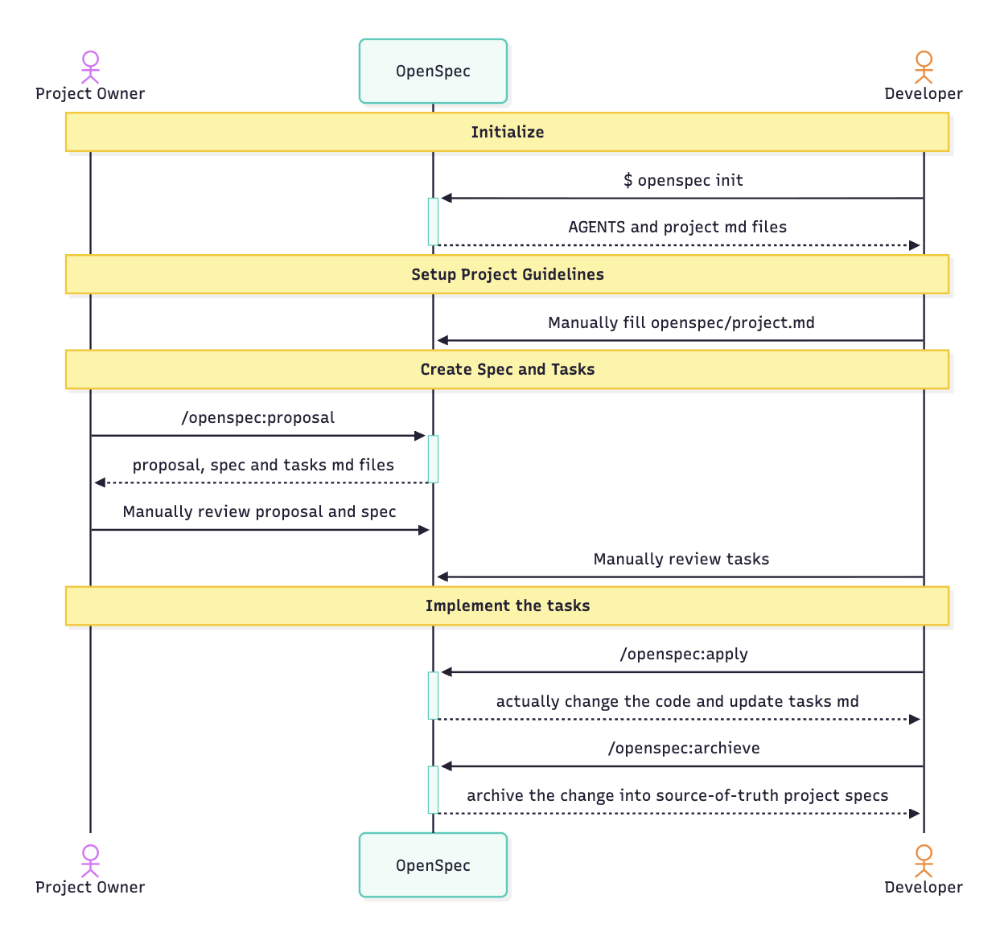 Project Owner
OpenSpec
Developer
Initialize
$ openspec init
AGENTS and project md files
Setup Project Guidelines
Manually fill openspec/project.md
Create Spec and Tasks
/openspec:proposal
proposal, spec and tasks md files
Manually review proposal and spec
Manually review tasks
Implement the tasks
/openspec:apply
actually change the code and update tasks md
/openspec:archieve
archive the change into source-of-truth project specs
Project Owner
OpenSpec
Developer